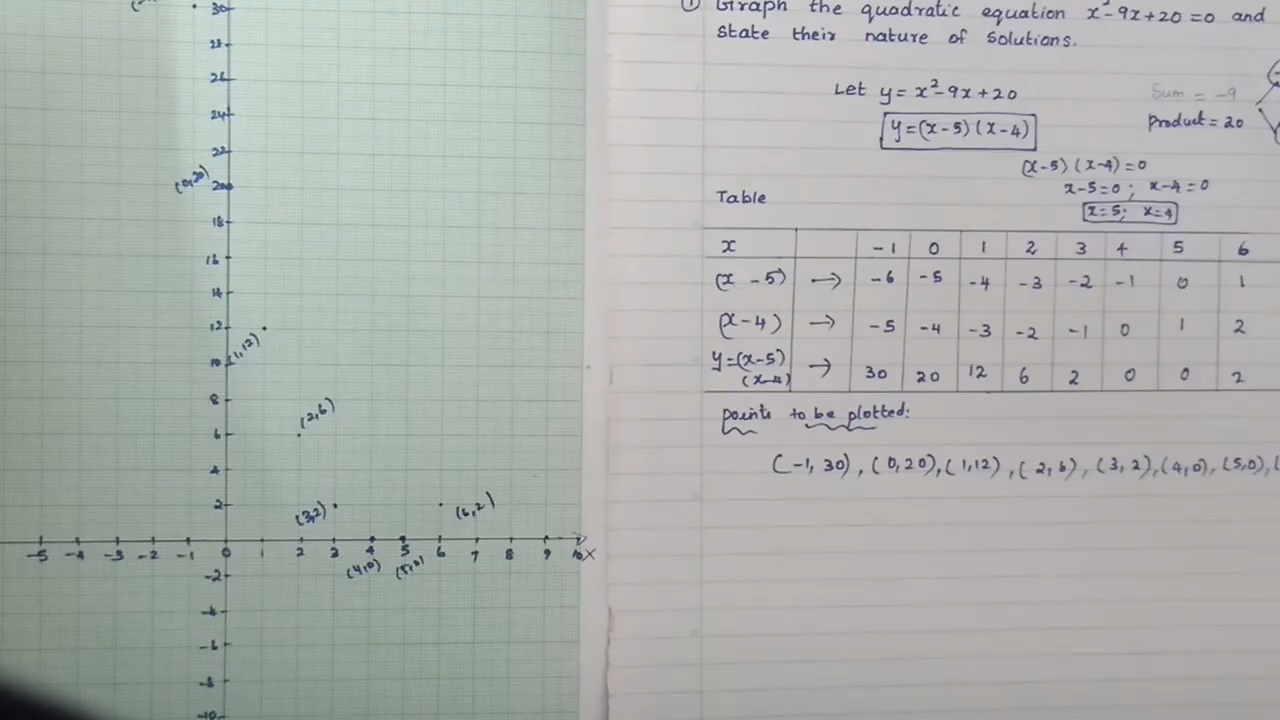 ① Graph the quadratic equation x²-9x+20=0 and
state their nature of solutions.
Let y = x²-9x+20
y=(x-5)(x-4)
Sum = -9
product = 20
(x-5)(x-4)=0
x-5=0 ; x-4=0
x=5; x=4
Table
x -1 0 1 2 3 4 5 6
(x-5) → -6 -5 -4 -3 -2 -1 0 1
(x-4) → -5 -4 -3 -2 -1 0 1 2
y=(x-5)
(x-4) → 30 20 12 6 2 0 0 2
points to be plotted:
(-1, 30), (0,20), (1,12), (2,6), (3,2), (4,0), (5,0), (
30
28
26
24
22
(0,20) 20
18
16
14
12
(1,12)
10
8
(2,6)
6
4
2
(3,2) (6,2)
-5 -4 -3 -2 -1 0 1 2 3 4 5 6 7 8 9 10 X
(4,0) (5,0)
-2
-4
-6
-8
-10